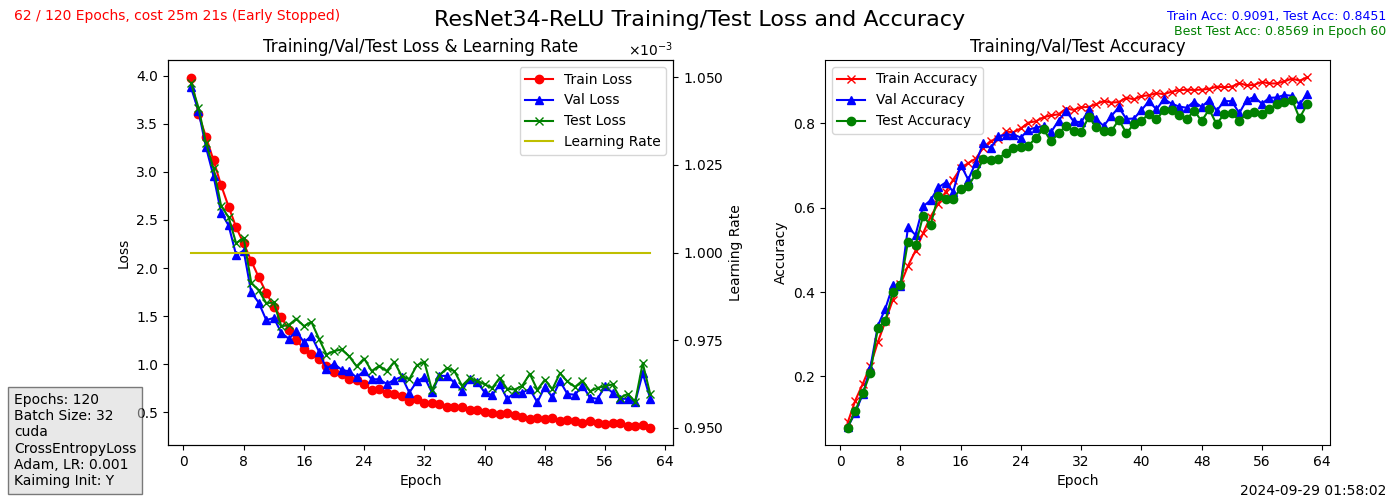 62 / 120 Epochs, cost 25m 21s (Early Stopped)
ResNet34-ReLU Training/Test Loss and Accuracy
Train Acc: 0.9091, Test Acc: 0.8451
Best Test Acc: 0.8569 in Epoch 60
Training/Val/Test Loss & Learning Rate
×10⁻³
Train Loss
Val Loss
Test Loss
Learning Rate
4.0
3.5
3.0
2.5
2.0
1.5
1.0
0.5
Loss
1.050
1.025
1.000
0.975
0.950
Learning Rate
0 8 16 24 32 40 48 56 64
Epoch
Training/Val/Test Accuracy
Train Accuracy
Val Accuracy
Test Accuracy
0.8
0.6
0.4
0.2
Accuracy
0 8 16 24 32 40 48 56 64
Epoch
Epochs: 120
Batch Size: 32
cuda
CrossEntropyLoss
Adam, LR: 0.001
Kaiming Init: Y
2024-09-29 01:58:02